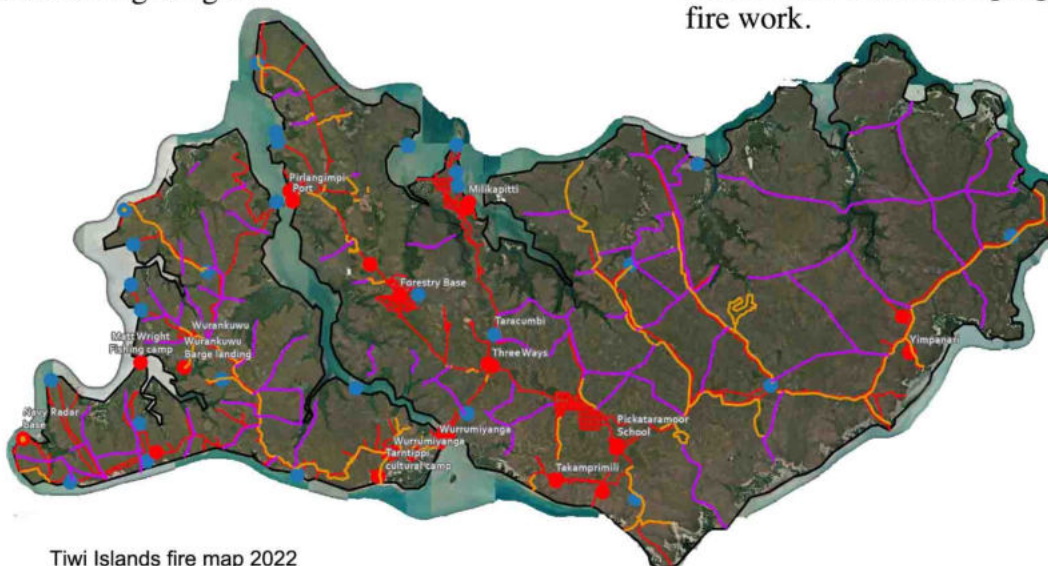 fire work.
Pirlangimpi
Port
Milikapitti
Forestry Base
Taracumbi
Three Ways
Wurankuwu
Wurankuwu
Barge landing
Matt Wright
Fishing camp
Yimpanari
Navy Radar
base
Pickataramoor
School
Wurrumiyanga
Wurrumiyanga
Tarntippi
cultural camp
Takamprimili
Tiwi Islands fire map 2022